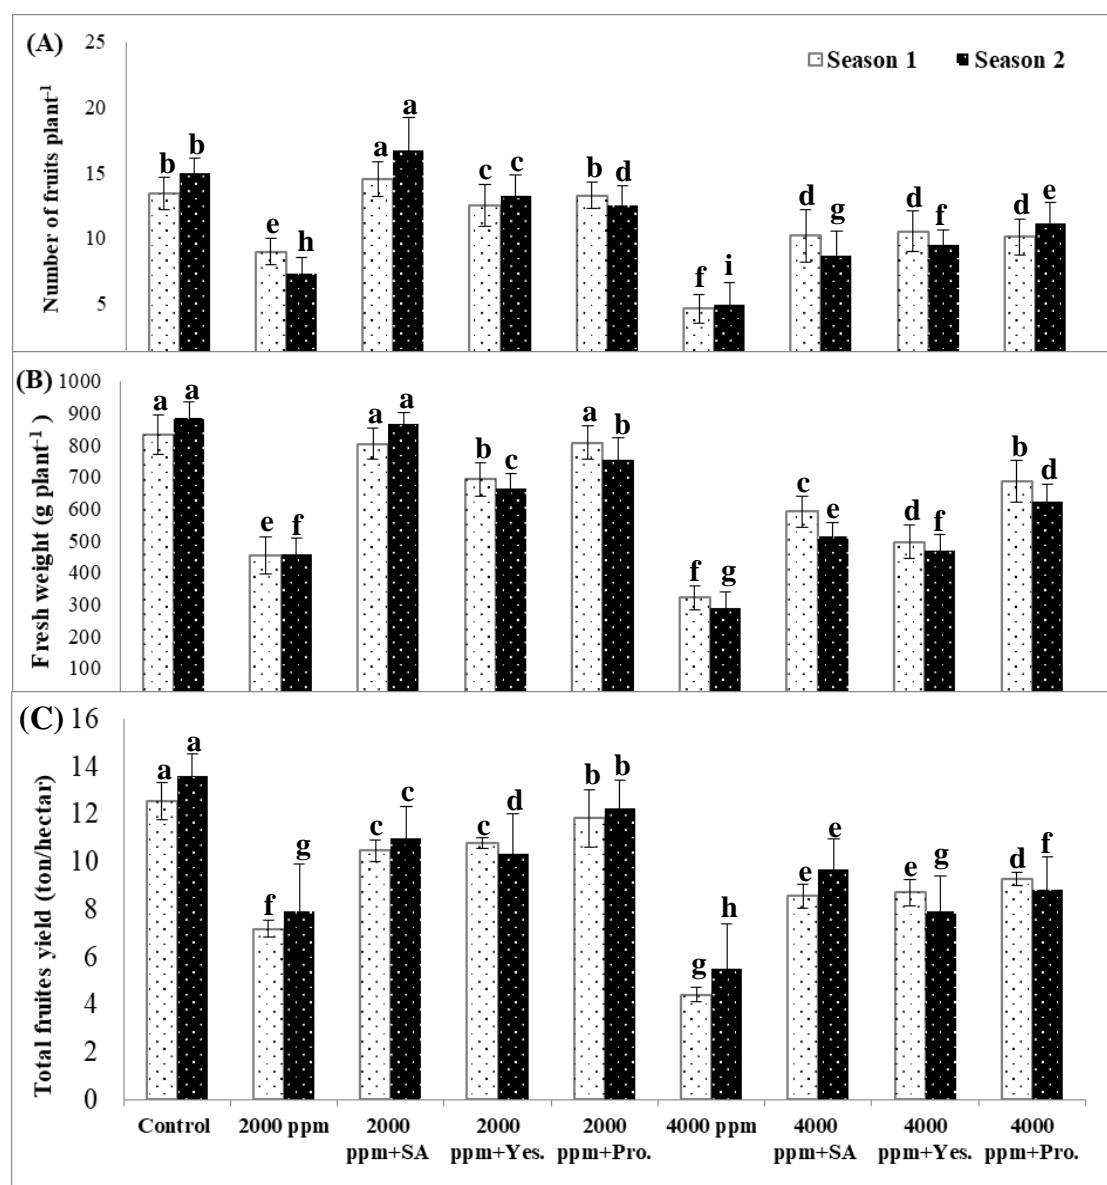 (A)
Number of fruits plant⁻¹
25
20
15
10
5
Season 1 Season 2
b b e h a a c c b d f i d g d f d e
(B)
Fresh weight (g plant⁻¹ )
1000
900
800
700
600
500
400
300
200
100
a a e f a a b c a b f g c e d f b d
(C)
Total fruites yield (ton/hectar)
16
14
12
10
8
6
4
2
0
a a f g c c c d b b g h e e e g d f
Control 2000 ppm 2000 2000 2000 4000 ppm 4000 4000 4000
ppm+SA ppm+Yes. ppm+Pro. ppm+SA ppm+Yes. ppm+Pro.